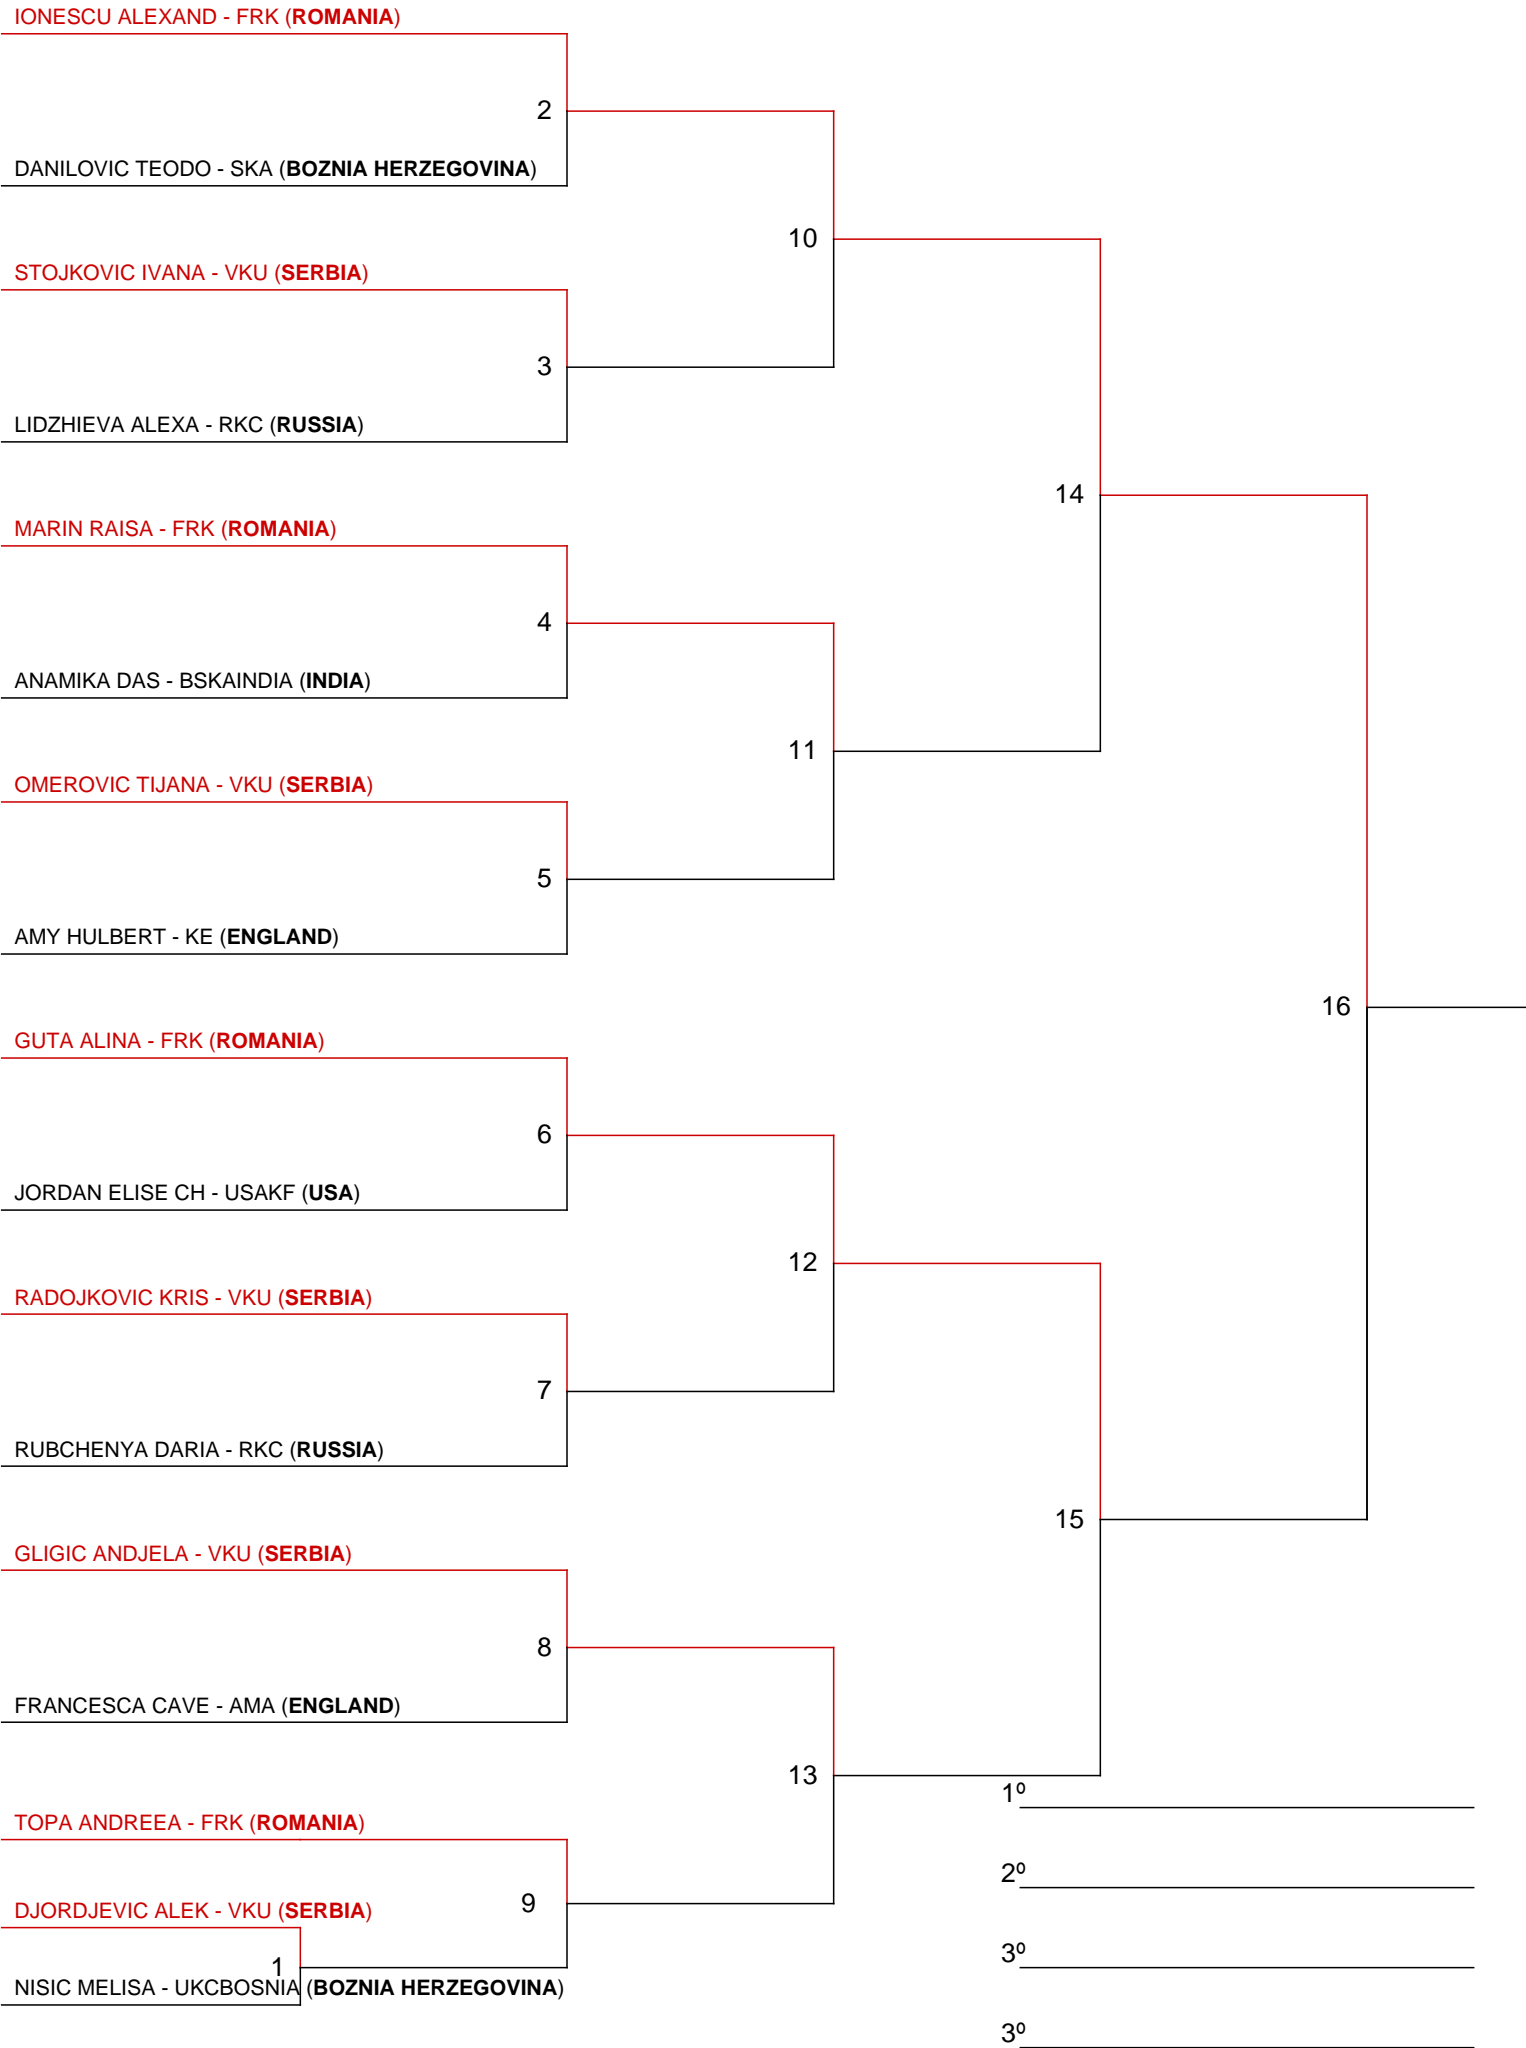 IONESCU ALEXAND - FRK (ROMANIA)
2
DANILOVIC TEODO - SKA (BOZNIA HERZEGOVINA)
10
STOJKOVIC IVANA - VKU (SERBIA)
3
LIDZHIEVA ALEXA - RKC (RUSSIA)
14
MARIN RAISA - FRK (ROMANIA)
4
ANAMIKA DAS - BSKAINDIA (INDIA)
11
OMEROVIC TIJANA - VKU (SERBIA)
5
AMY HULBERT - KE (ENGLAND)
16
GUTA ALINA - FRK (ROMANIA)
6
JORDAN ELISE CH - USAKF (USA)
12
RADOJKOVIC KRIS - VKU (SERBIA)
7
RUBCHENYA DARIA - RKC (RUSSIA)
15
GLIGIC ANDJELA - VKU (SERBIA)
8
FRANCESCA CAVE - AMA (ENGLAND)
13
1º
TOPA ANDREEA - FRK (ROMANIA)
2º
9
DJORDJEVIC ALEK - VKU (SERBIA)
3º
1
NISIC MELISA - UKCBOSNIA (BOZNIA HERZEGOVINA)
3º